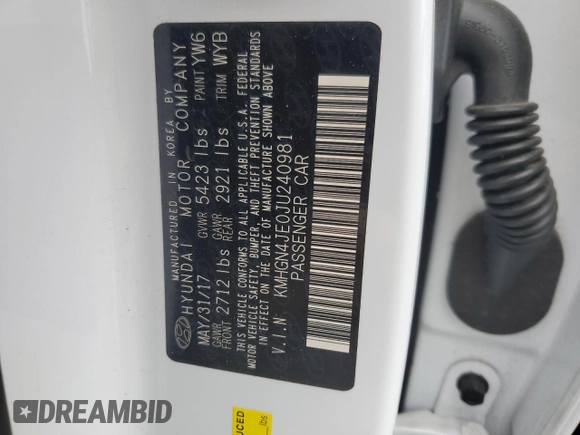 MANUFACTURED IN KOREA BY
HYUNDAI MOTOR COMPANY
MAY/31/17 GVWR 5423 lbs PAINT YW6
GAWR FRONT 2712 lbs GAWR REAR 2921 lbs TRIM WYB
THIS VEHICLE CONFORMS TO ALL APPLICABLE U.S.A. FEDERAL
MOTOR VEHICLE SAFETY, BUMPER, AND THEFT PREVENTION STANDARDS
IN EFFECT ON THE DATE OF MANUFACTURE SHOWN ABOVE.
V.I.N KMHGN4JE0JU240981
PASSENGER CAR
UCED
lbs
DREAMBID